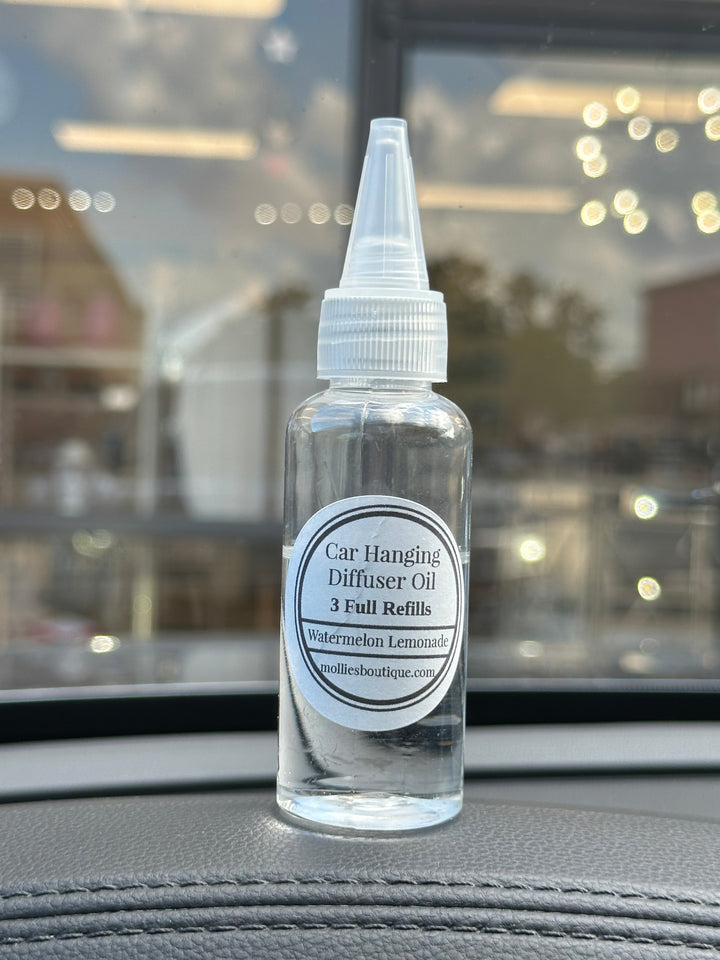 Car Hanging
Diffuser Oil
3 Full Refills
Watermelon Lemonade
molliesboutique.com